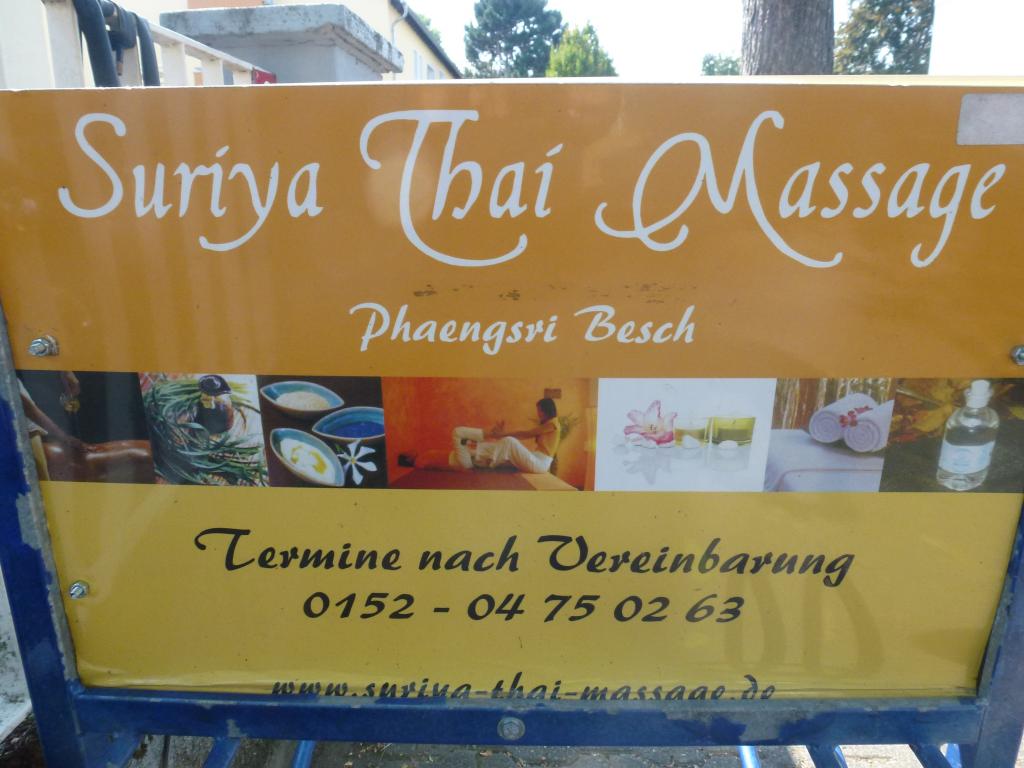 Suriya Thai Massage
Phaengsri Besch
Termine nach Vereinbarung
0152 - 04 75 02 63
www.suriya-thai-massage.de